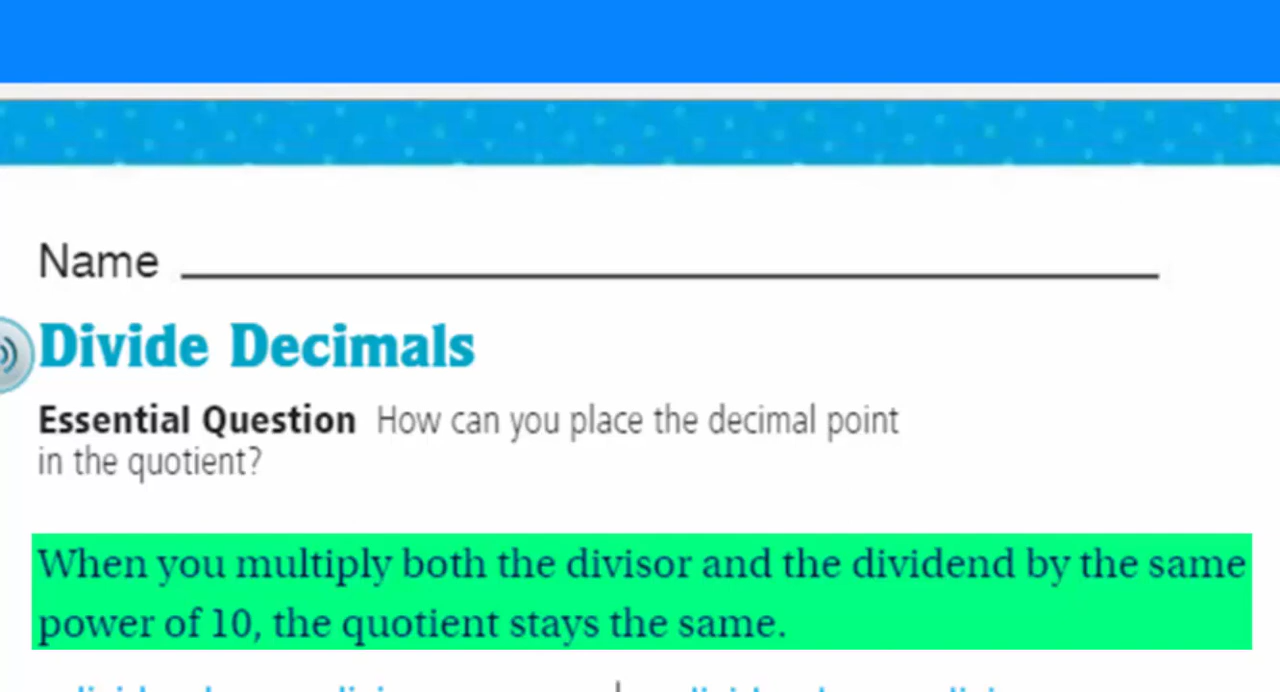 Name
Divide Decimals
Essential Question How can you place the decimal point
in the quotient?
When you multiply both the divisor and the dividend by the same
power of 10, the quotient stays the same.